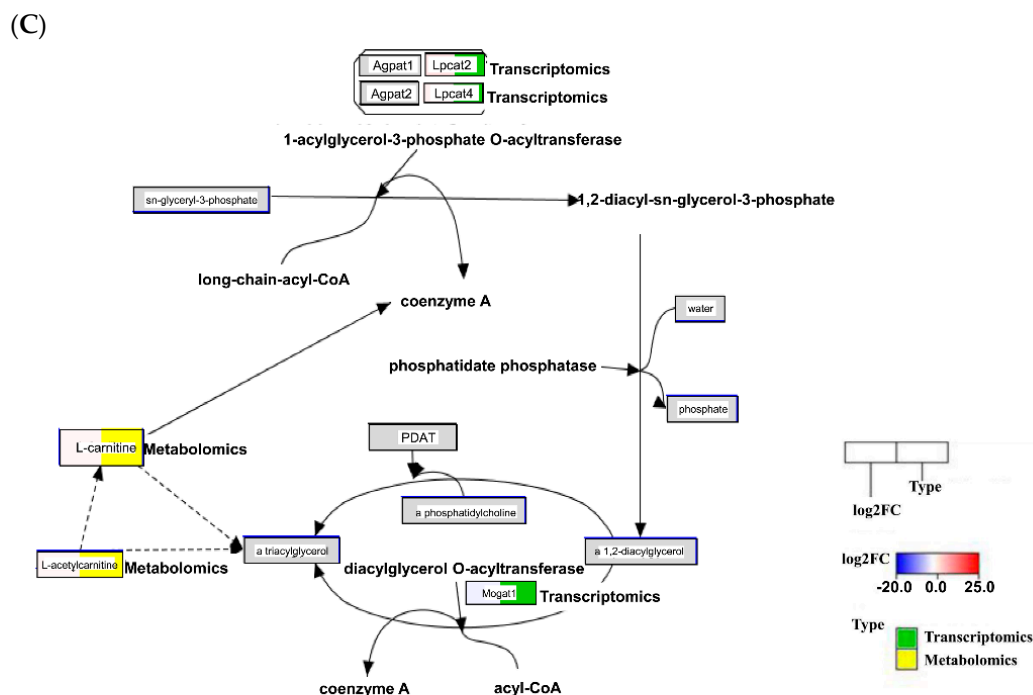 (C)
Agpat1 Lpcat2 Transcriptomics
Agpat2 Lpcat4 Transcriptomics
1-acylglycerol-3-phosphate O-acyltransferase
sn-glyceryl-3-phosphate
1,2-diacyl-sn-glycerol-3-phosphate
long-chain-acyl-CoA
coenzyme A
water
phosphatidate phosphatase
phosphate
L-carnitine Metabolomics
PDAT
a phosphatidylcholine
L-acetylcarnitine Metabolomics
a triacylglycerol
a 1,2-diacylglycerol
diacylglycerol O-acyltransferase
Mogat1 Transcriptomics
coenzyme A
acyl-CoA
Type
log2FC
log2FC
-20.0 0.0 25.0
Type
Transcriptomics
Metabolomics